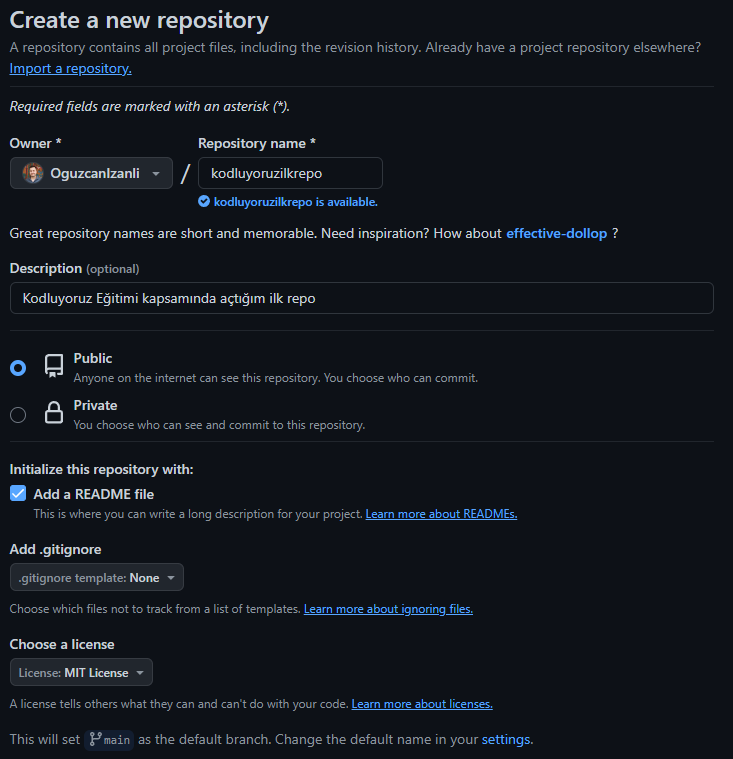 Create a new repository
A repository contains all project files, including the revision history. Already have a project repository elsewhere?
Import a repository.
Required fields are marked with an asterisk (*).
Owner *
Repository name *
OguzcanIzanli
/
kodluyoruzilkrepo
kodluyoruzilkrepo is available.
Great repository names are short and memorable. Need inspiration? How about effective-dollop ?
Description (optional)
Kodluyoruz Eğitimi kapsamında açtığım ilk repo
Public
Anyone on the internet can see this repository. You choose who can commit.
Private
You choose who can see and commit to this repository.
Initialize this repository with:
Add a README file
This is where you can write a long description for your project. Learn more about READMEs.
Add .gitignore
.gitignore template: None
Choose which files not to track from a list of templates. Learn more about ignoring files.
Choose a license
License: MIT License
A license tells others what they can and can't do with your code. Learn more about licenses.
This will set main as the default branch. Change the default name in your settings.